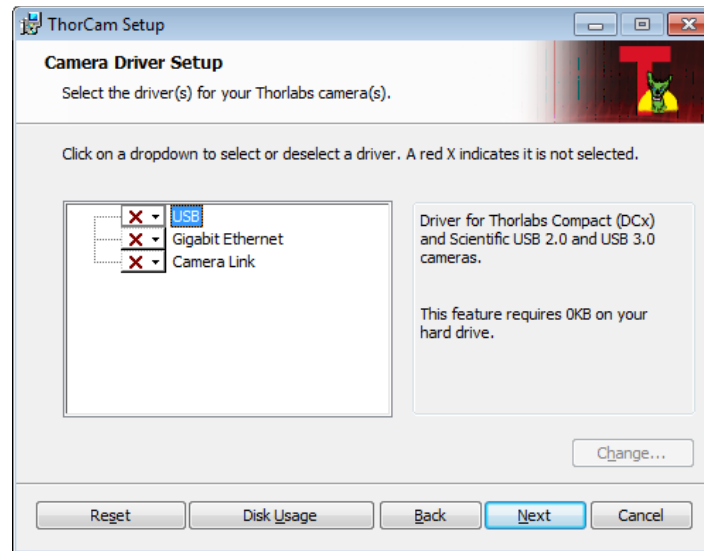 ThorCam Setup
Camera Driver Setup
Select the driver(s) for your Thorlabs camera(s).
Click on a dropdown to select or deselect a driver. A red X indicates it is not selected.
USB
Gigabit Ethernet
Camera Link
Driver for Thorlabs Compact (DCx)
and Scientific USB 2.0 and USB 3.0
cameras.
This feature requires 0KB on your
hard drive.
Change...
Reset
Disk Usage
Back
Next
Cancel